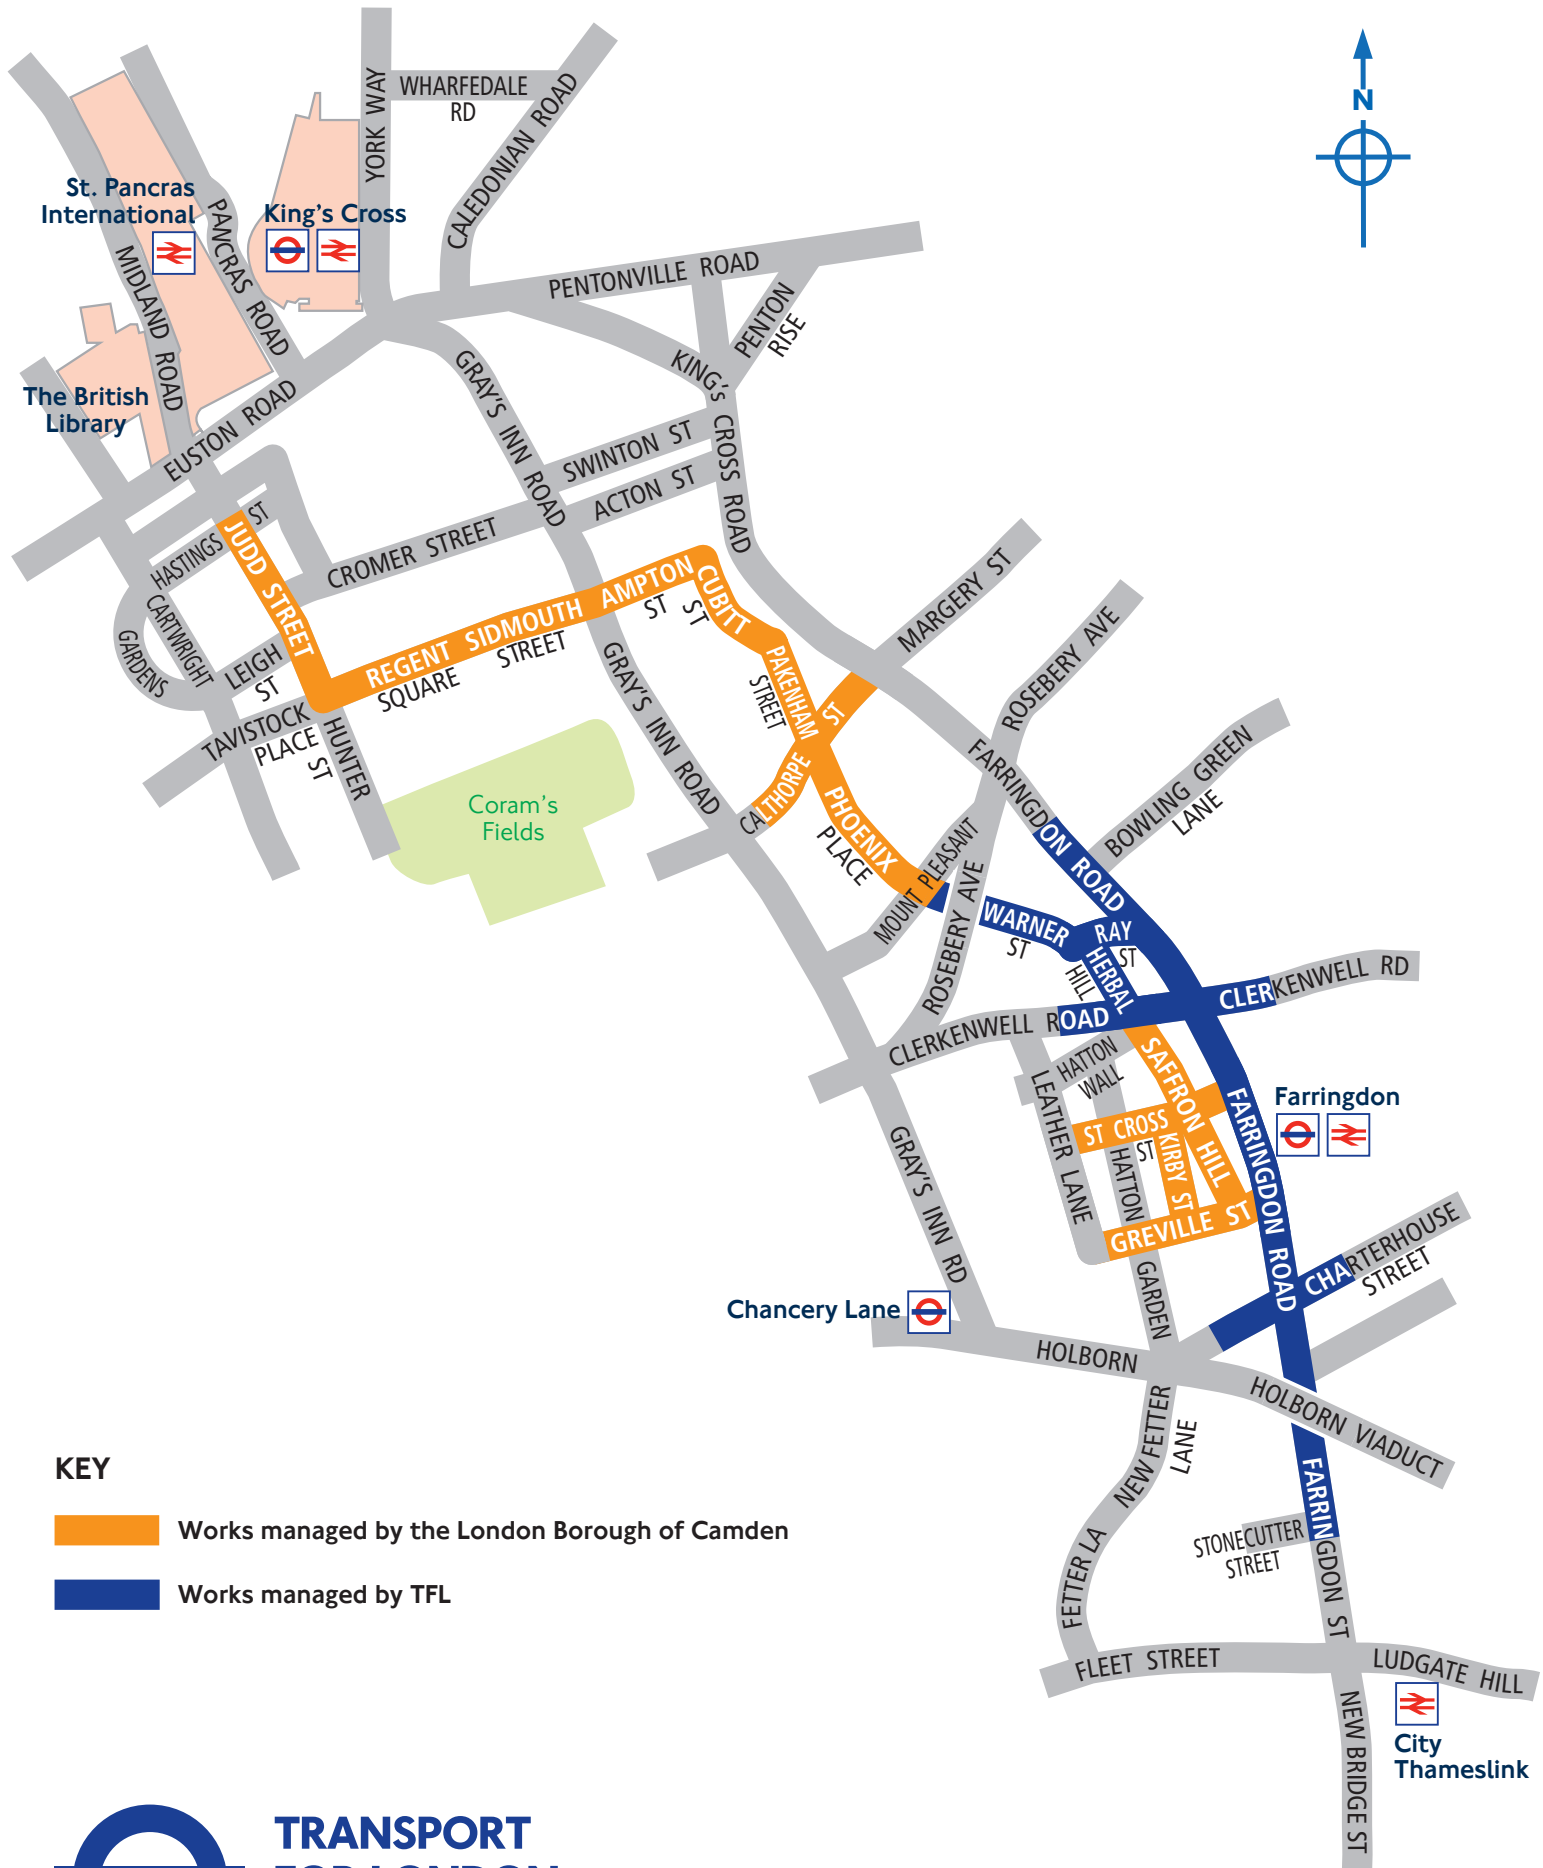 YORK WAY
WHARFEDALE
RD
CALEDONIAN ROAD
N
St. Pancras
International
King's Cross
PANCRAS ROAD
MIDLAND ROAD
PENTONVILLE ROAD
PENTON
RISE
The British
Library
EUSTON ROAD
GRAY'S INN ROAD
KING's CROSS ROAD
SWINTON ST
ACTON ST
HASTINGS ST
JUDD STREET
CROMER STREET
CARTWRIGHT
GARDENS
LEIGH
ST
REGENT
SQUARE
SIDMOUTH
STREET
AMPTON
ST
CUBITT
ST
MARGERY ST
ROSEBERY AVE
TAVISTOCK
PLACE
HUNTER
ST
GRAY'S INN ROAD
PAKENHAM
STREET
CALTHORPE ST
Coram's
Fields
PHOENIX
PLACE
FARRINGDON ROAD
BOWLING GREEN
LANE
MOUNT PLEASANT
ROSEBERY AVE
WARNER
ST
RAY
ST
HERBAL
HILL
CLERKENWELL ROAD
CLERKENWELL RD
HATTON
WALL
LEATHER LANE
SAFFRON HILL
ST CROSS
ST
KIRBY ST
HATTON GARDEN
GREVILLE ST
FARRINGDON ROAD
Farringdon
GRAY'S INN RD
CHARTERHOUSE
STREET
Chancery Lane
HOLBORN
HOLBORN VIADUCT
NEW FETTER
LANE
FETTER LA
FARRINGDON ST
STONECUTTER
STREET
FLEET STREET
LUDGATE HILL
City
Thameslink
NEW BRIDGE ST
KEY
Works managed by the London Borough of Camden
Works managed by TFL
TRANSPORT
FOR LONDON